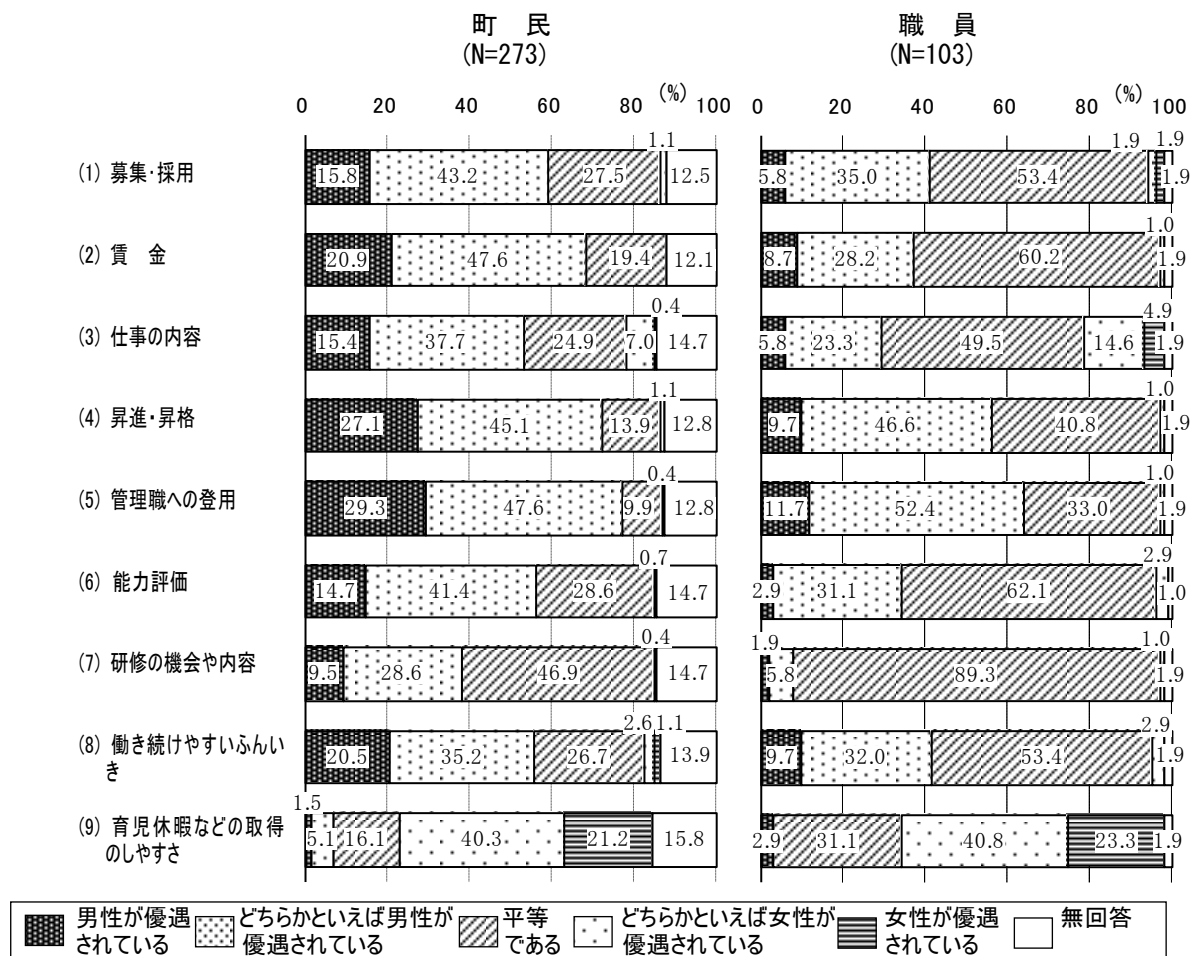 町　民
(N=273)
職　員
(N=103)
0 20 40 60 80 (%) 100
0 20 40 60 80 (%) 100
(1) 募集・採用
15.8 43.2 27.5 1.1 12.5
5.8 35.0 53.4 1.9 1.9 1.9
(2) 賃　金
20.9 47.6 19.4 12.1
8.7 28.2 60.2 1.0 1.9
(3) 仕事の内容
15.4 37.7 24.9 7.0 0.4 14.7
5.8 23.3 49.5 14.6 4.9 1.9
(4) 昇進・昇格
27.1 45.1 13.9 1.1 12.8
9.7 46.6 40.8 1.0 1.9
(5) 管理職への登用
29.3 47.6 9.9 0.4 12.8
11.7 52.4 33.0 1.0 1.9
(6) 能力評価
14.7 41.4 28.6 0.7 14.7
2.9 31.1 62.1 2.9 1.0
(7) 研修の機会や内容
9.5 28.6 46.9 0.4 14.7
1.9 5.8 89.3 1.0 1.9
(8) 働き続けやすいふんい
き
20.5 35.2 26.7 2.6 1.1 13.9
9.7 32.0 53.4 2.9 1.9
(9) 育児休暇などの取得
のしやすさ
1.5 5.1 16.1 40.3 21.2 15.8
2.9 31.1 40.8 23.3 1.9
男性が優遇
されている
どちらかといえば男性が
優遇されている
平等
である
どちらかといえば女性が
優遇されている
女性が優遇
されている
無回答